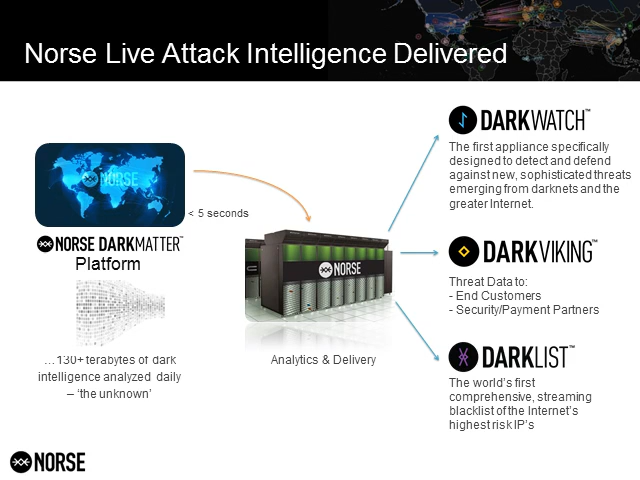 Norse Live Attack Intelligence Delivered
NORSE
< 5 seconds
NORSE DARKMATTER™
Platform
…130+ terabytes of dark
intelligence analyzed daily
– ‘the unknown’
NORSE
Analytics & Delivery
DARKWATCH™
The first appliance specifically
designed to detect and defend
against new, sophisticated threats
emerging from darknets and the
greater Internet.
DARKVIKING™
Threat Data to:
- End Customers
- Security/Payment Partners
DARKLIST™
The world’s first
comprehensive, streaming
blacklist of the Internet’s
highest risk IP’s
NORSE